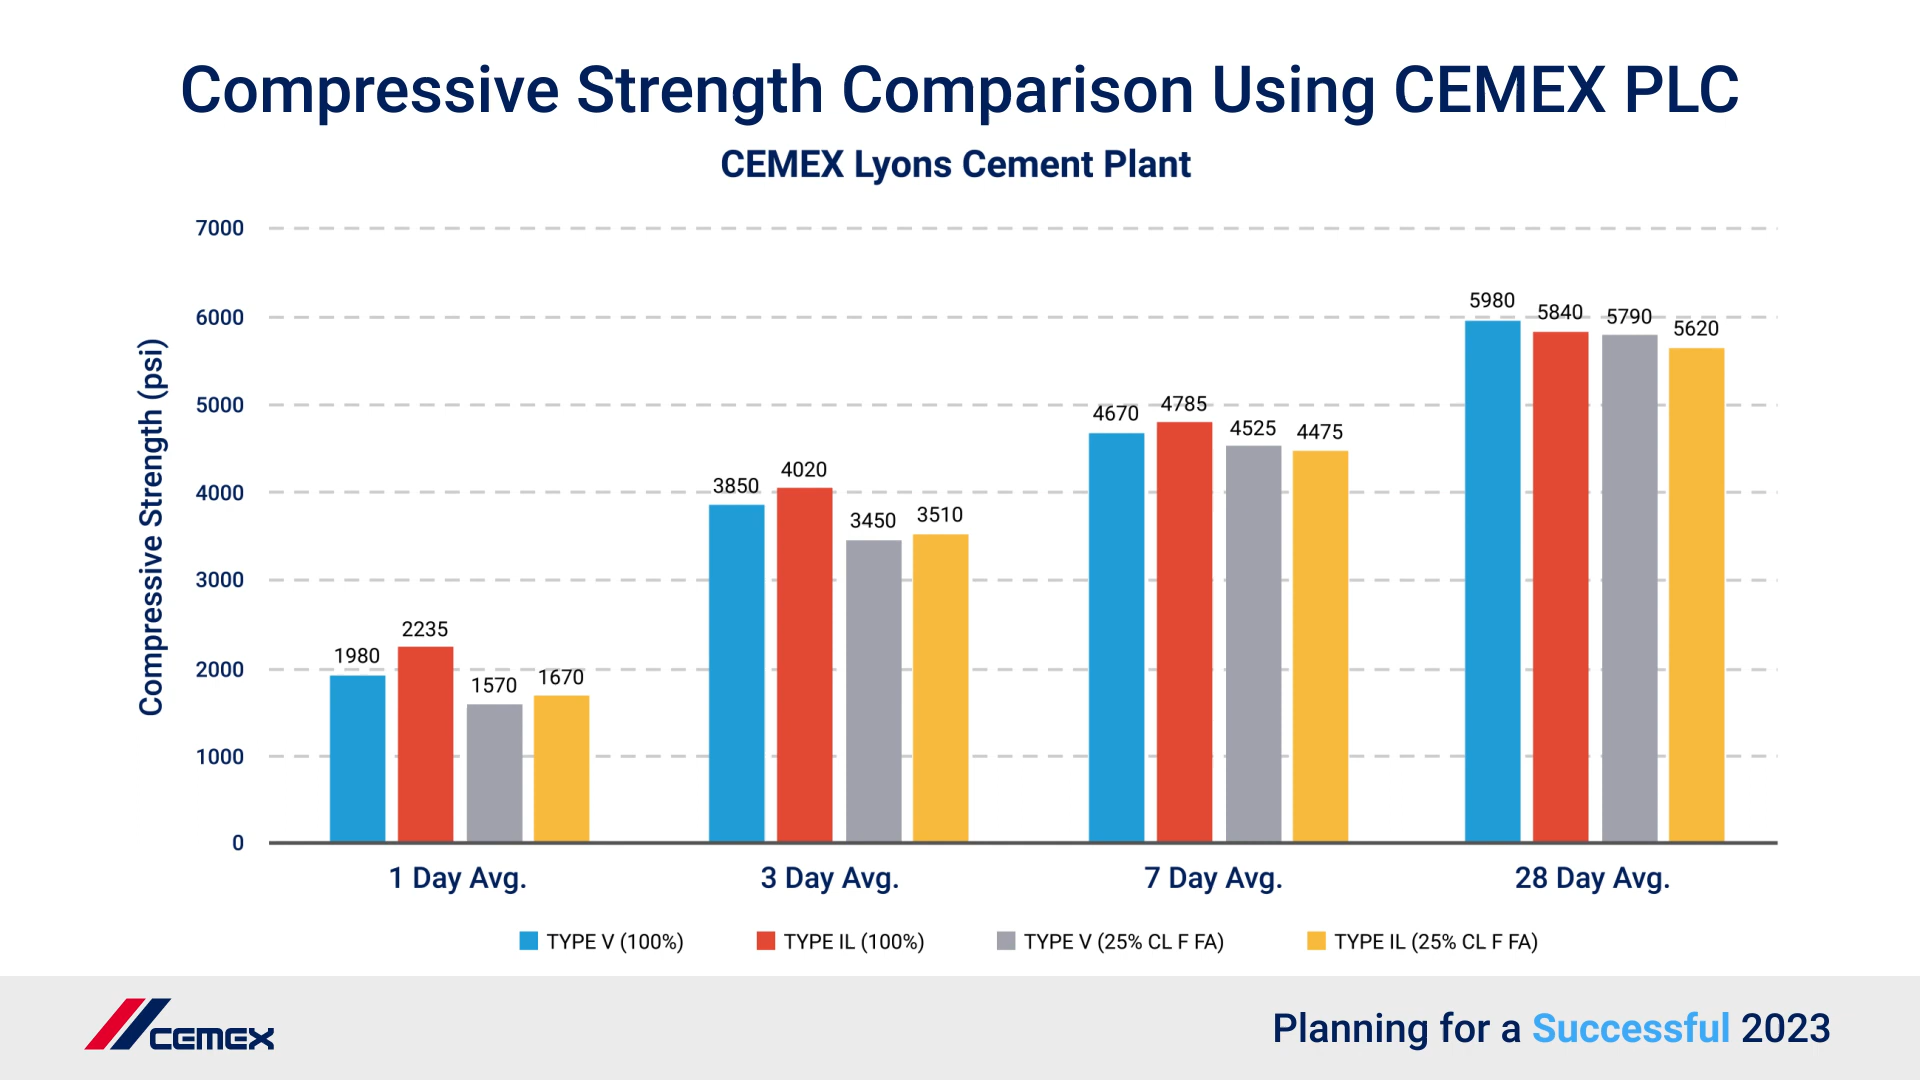 Compressive Strength Comparison Using CEMEX PLC
CEMEX Lyons Cement Plant
Compressive Strength (psi)
7000
6000
5000
4000
3000
2000
1000
0
1980
2235
1570
1670
3850
4020
3450
3510
4670
4785
4525
4475
5980
5840
5790
5620
1 Day Avg.
3 Day Avg.
7 Day Avg.
28 Day Avg.
TYPE V (100%)
TYPE IL (100%)
TYPE V (25% CL F FA)
TYPE IL (25% CL F FA)
CEMEX
Planning for a Successful 2023